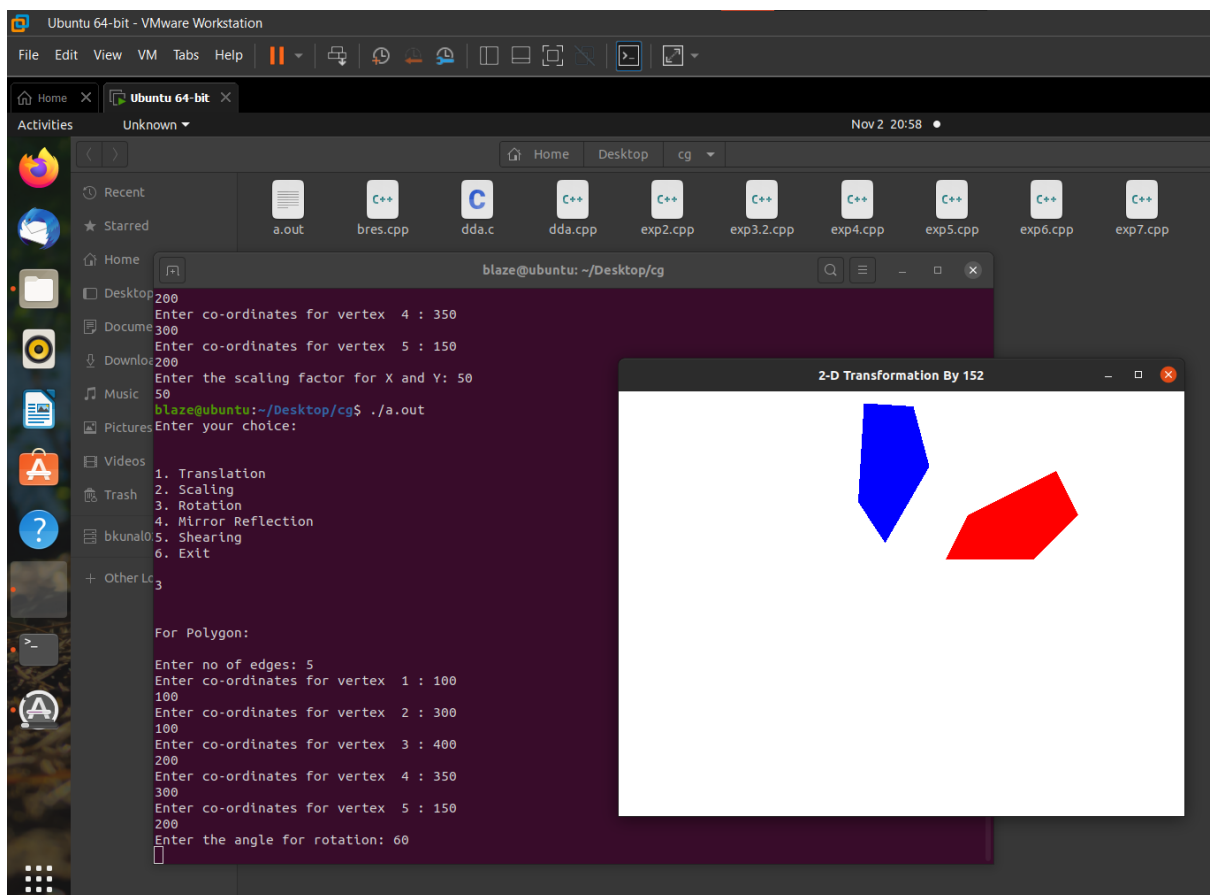 Ubuntu 64-bit - VMware Workstation
File Edit View VM Tabs Help
Home Ubuntu 64-bit
Activities Unknown Nov 2 20:58
Home Desktop cg
Recent
Starred
Home
Desktop
Docume
Downloa
Music
Pictures
Videos
Trash
bkunal0
Other Lo
C++ C C++ C++ C++ C++ C++ C++ C++
a.out bres.cpp dda.c dda.cpp exp2.cpp exp3.2.cpp exp4.cpp exp5.cpp exp6.cpp exp7.cpp
blaze@ubuntu: ~/Desktop/cg
200
Enter co-ordinates for vertex 4 : 350
300
Enter co-ordinates for vertex 5 : 150
200
Enter the scaling factor for X and Y: 50
50
blaze@ubuntu:~/Desktop/cg$ ./a.out
Enter your choice:
1. Translation
2. Scaling
3. Rotation
4. Mirror Reflection
5. Shearing
6. Exit
3
For Polygon:
Enter no of edges: 5
Enter co-ordinates for vertex 1 : 100
100
Enter co-ordinates for vertex 2 : 300
100
Enter co-ordinates for vertex 3 : 400
200
Enter co-ordinates for vertex 4 : 350
300
Enter co-ordinates for vertex 5 : 150
200
Enter the angle for rotation: 60
2-D Transformation By 152